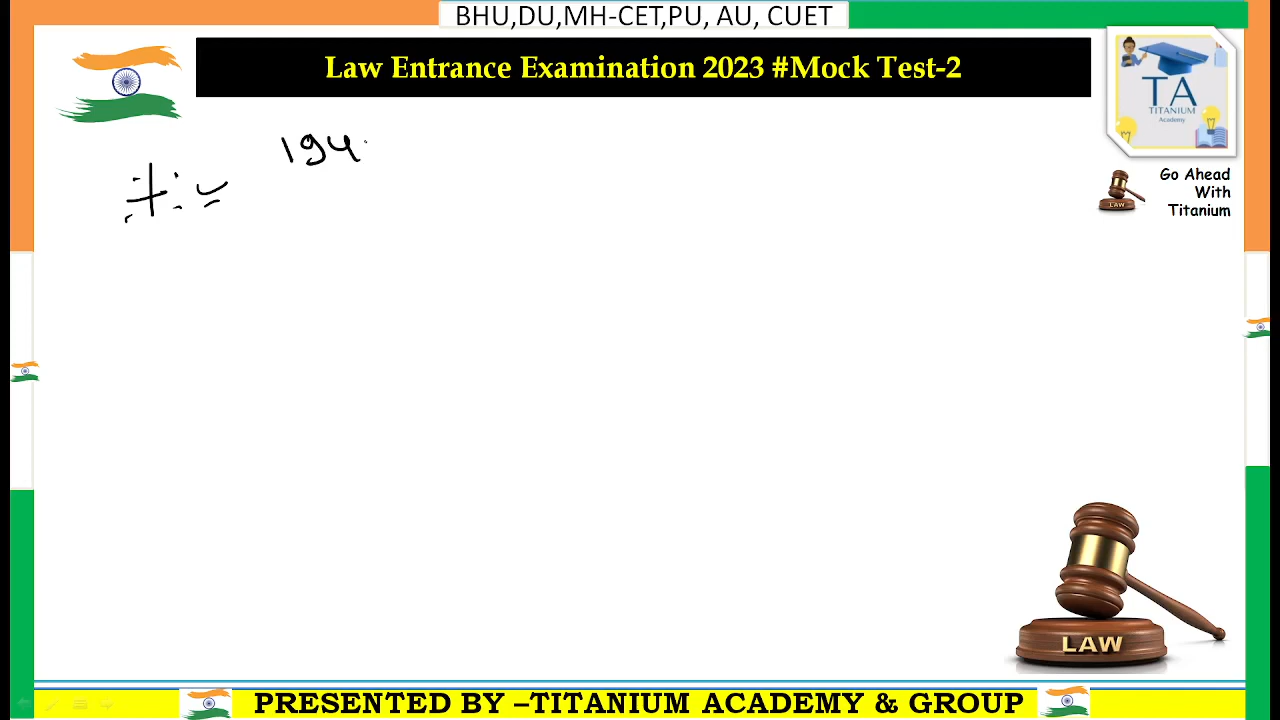 BHU,DU,MH-CET,PU, AU, CUET
Law Entrance Examination 2023 #Mock Test-2
TA
TITANIUM
Academy
194
Go Ahead
With
Titanium
LAW
LAW
PRESENTED BY –TITANIUM ACADEMY & GROUP